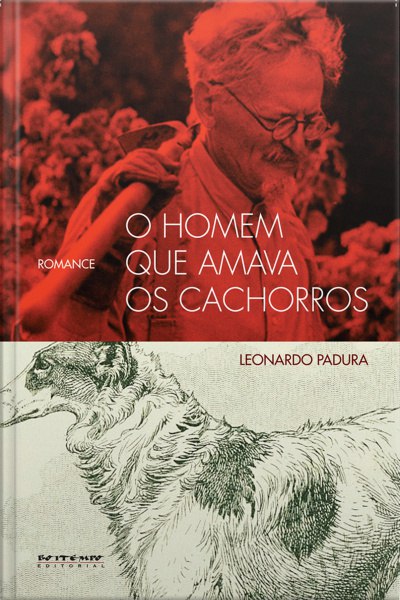 O HOMEM
QUE AMAVA
OS CACHORROS
ROMANCE
LEONARDO PADURA
BOITEMPO
EDITORIAL